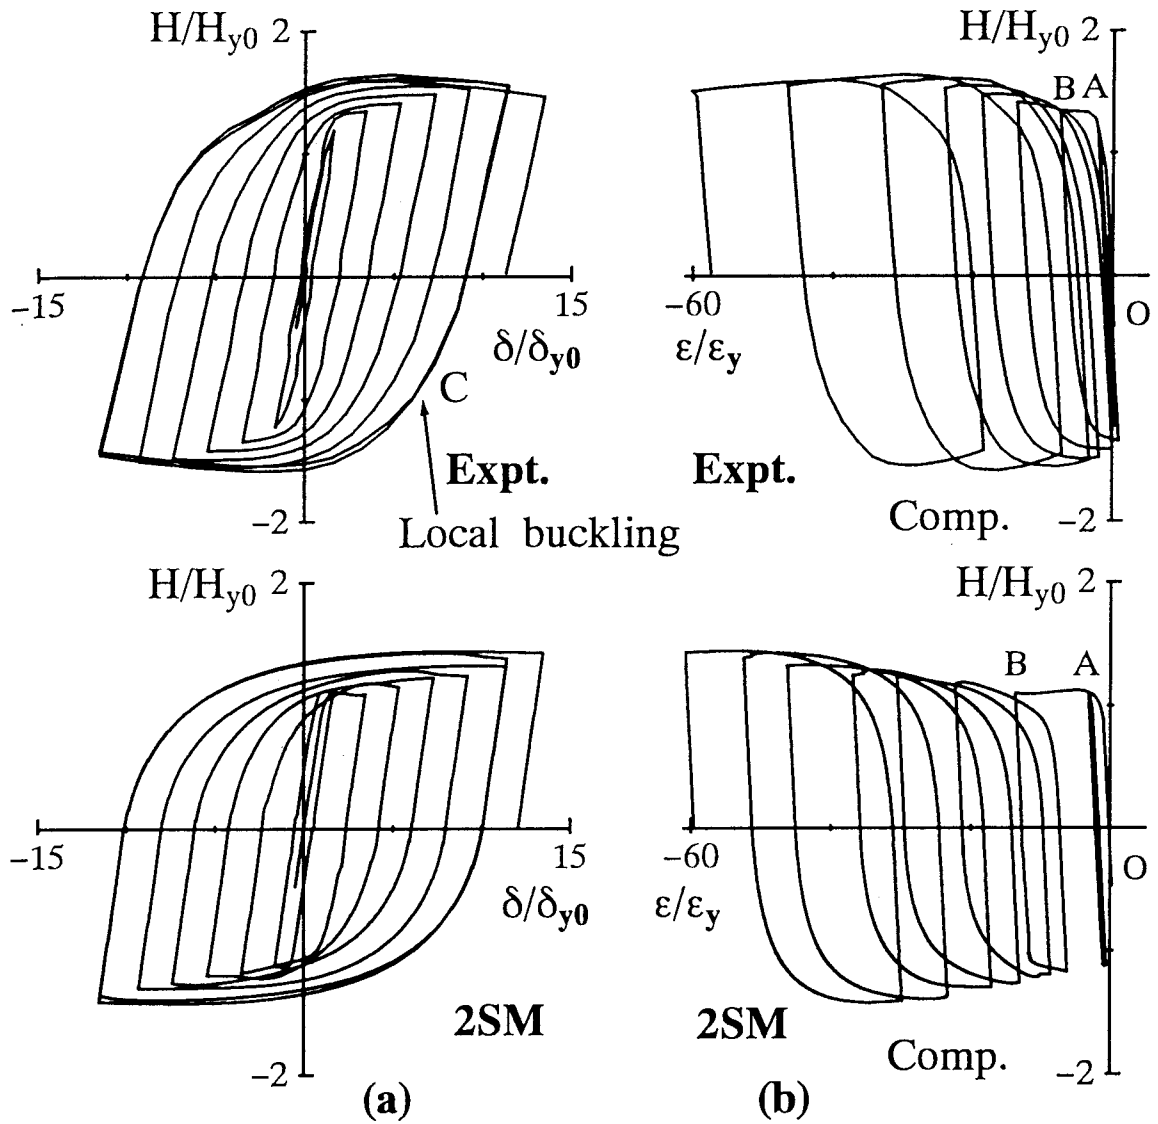 H/Hy0 2
-15
15
δ/δy0
C
Expt.
Local buckling
-2
H/Hy0 2
B A
-60
O
ε/εy
Expt.
Comp.
-2
H/Hy0 2
-15
15
δ/δy0
2SM
-2
(a)
H/Hy0 2
B A
-60
O
ε/εy
2SM
Comp.
-2
(b)